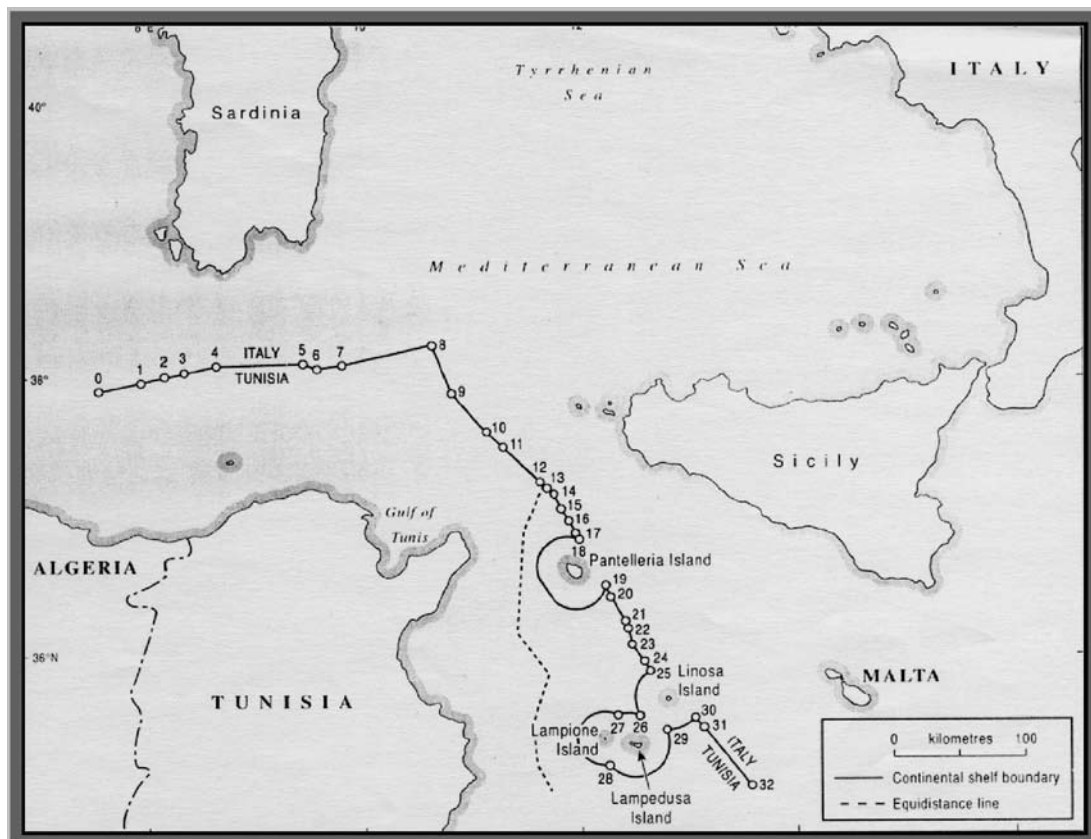 ITALY
Tyrrhenian
Sea
40°
Sardinia
Mediterranean Sea
8
5
ITALY
7
4
6
3
2
1
0
TUNISIA
38°
9
10
11
Sicily
12
13
14
15
16
17
18
Gulf of
Tunis
ALGERIA
Pantelleria Island
19
20
21
22
23
24
25
36°N
TUNISIA
Linosa
Island
MALTA
30
31
27
26
29
Lampione
Island
28
ITALY
TUNISIA
32
Lampedusa
Island
0 kilometres 100
Continental shelf boundary
Equidistance line